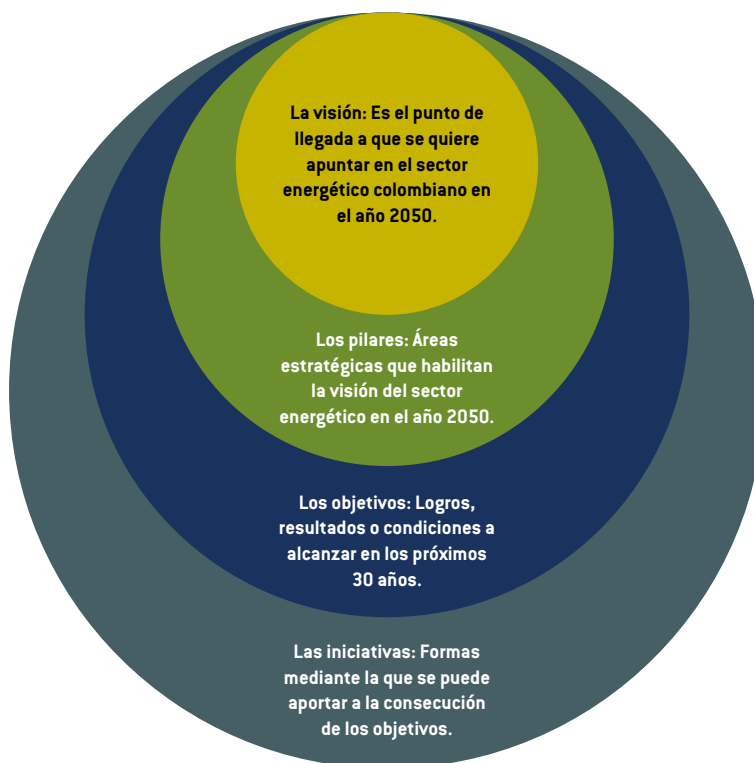 La visión: Es el punto de
llegada a que se quiere
apuntar en el sector
energético colombiano en
el año 2050.
Los pilares: Áreas
estratégicas que habilitan
la visión del sector
energético en el año 2050.
Los objetivos: Logros,
resultados o condiciones a
alcanzar en los próximos
30 años.
Las iniciativas: Formas
mediante la que se puede
aportar a la consecución
de los objetivos.